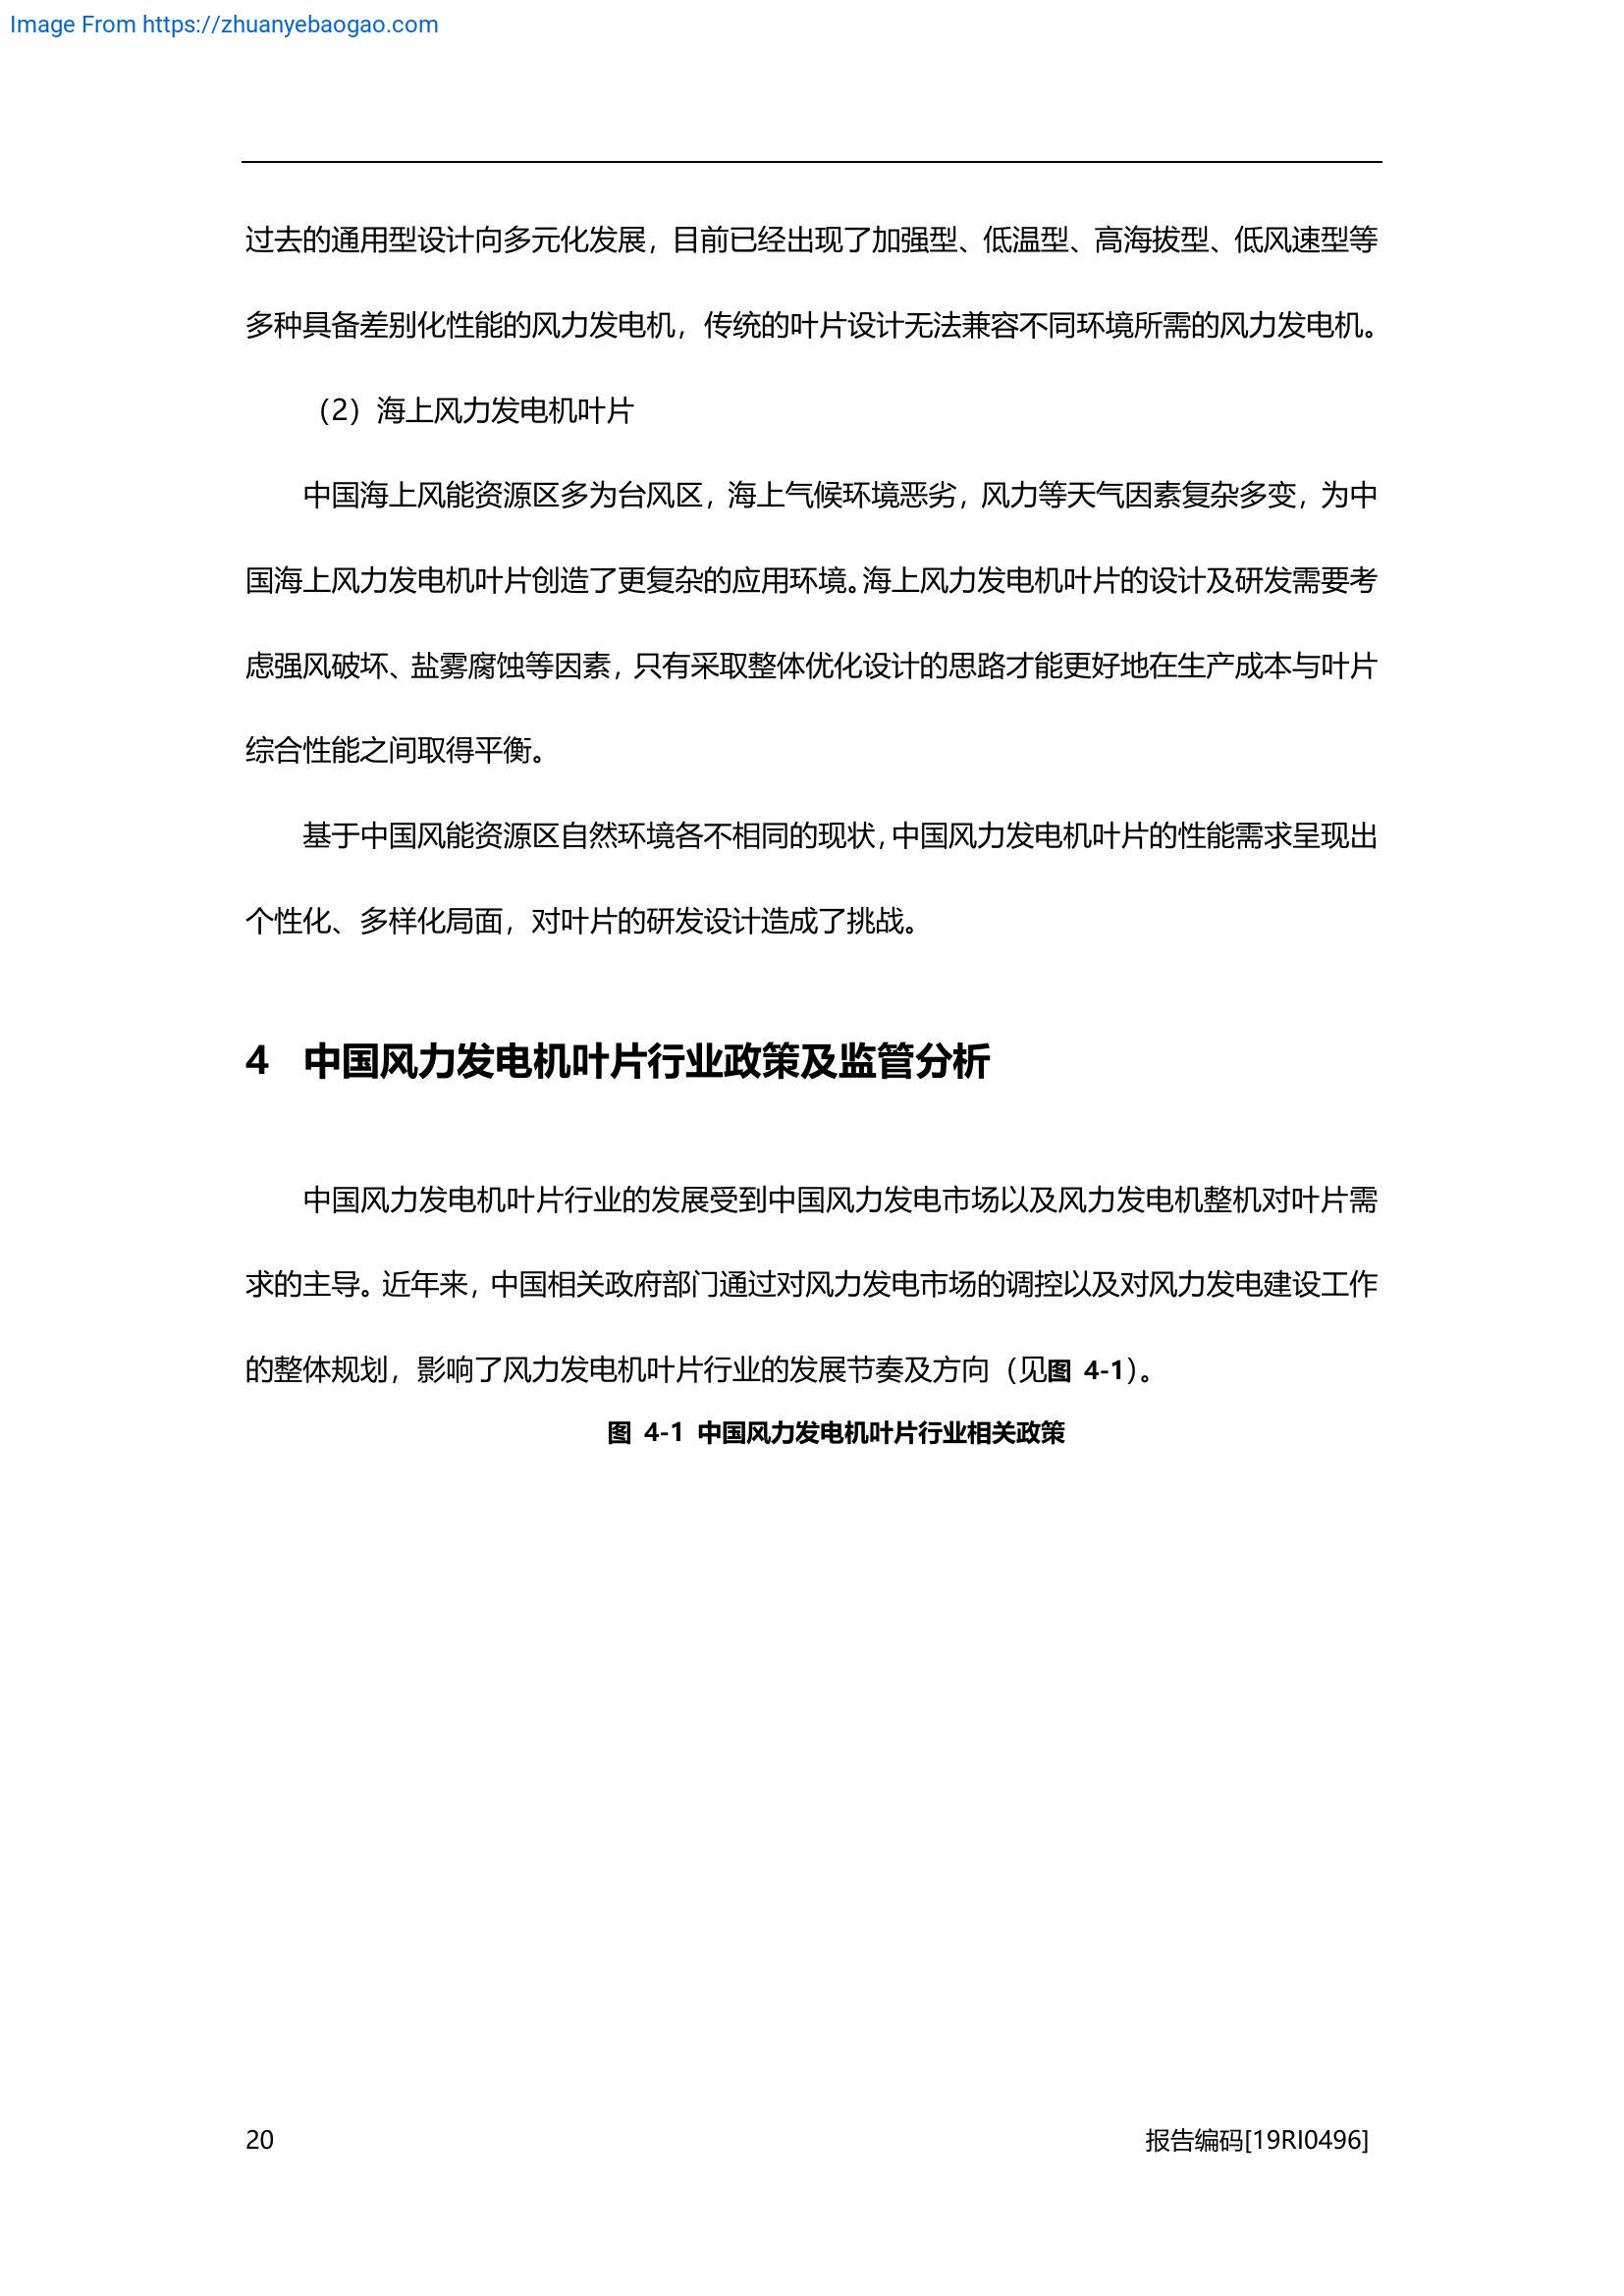 Image From https://zhuanyebaogao.com
过去的通用型设计向多元化发展，目前已经出现了加强型、低温型、高海拔型、低风速型等
多种具备差别化性能的风力发电机，传统的叶片设计无法兼容不同环境所需的风力发电机。
（2）海上风力发电机叶片
中国海上风能资源区多为台风区，海上气候环境恶劣，风力等天气因素复杂多变，为中
国海上风力发电机叶片创造了更复杂的应用环境。海上风力发电机叶片的设计及研发需要考
虑强风破坏、盐雾腐蚀等因素，只有采取整体优化设计的思路才能更好地在生产成本与叶片
综合性能之间取得平衡。
基于中国风能资源区自然环境各不相同的现状，中国风力发电机叶片的性能需求呈现出
个性化、多样化局面，对叶片的研发设计造成了挑战。
4 中国风力发电机叶片行业政策及监管分析
中国风力发电机叶片行业的发展受到中国风力发电市场以及风力发电机整机对叶片需
求的主导。近年来，中国相关政府部门通过对风力发电市场的调控以及对风力发电建设工作
的整体规划，影响了风力发电机叶片行业的发展节奏及方向（见图 4-1）。
图 4-1 中国风力发电机叶片行业相关政策
20 报告编码[19RI0496]